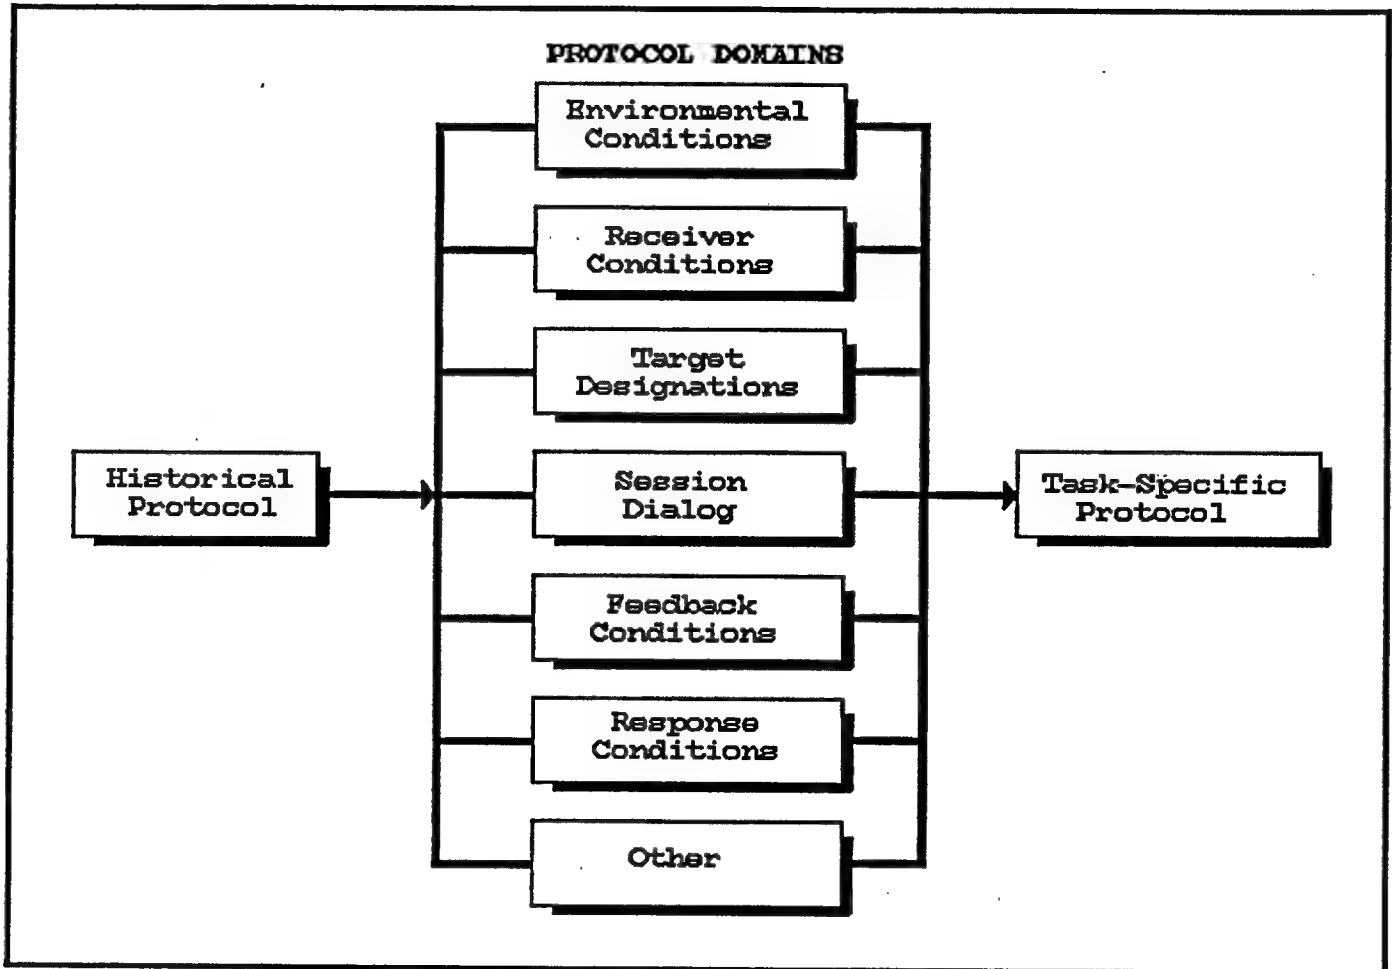 PROTOCOL DOMAINS
Environmental
Conditions
Receiver
Conditions
Target
Designations
Historical
Protocol
Session
Dialog
Task-Specific
Protocol
Feedback
Conditions
Response
Conditions
Other